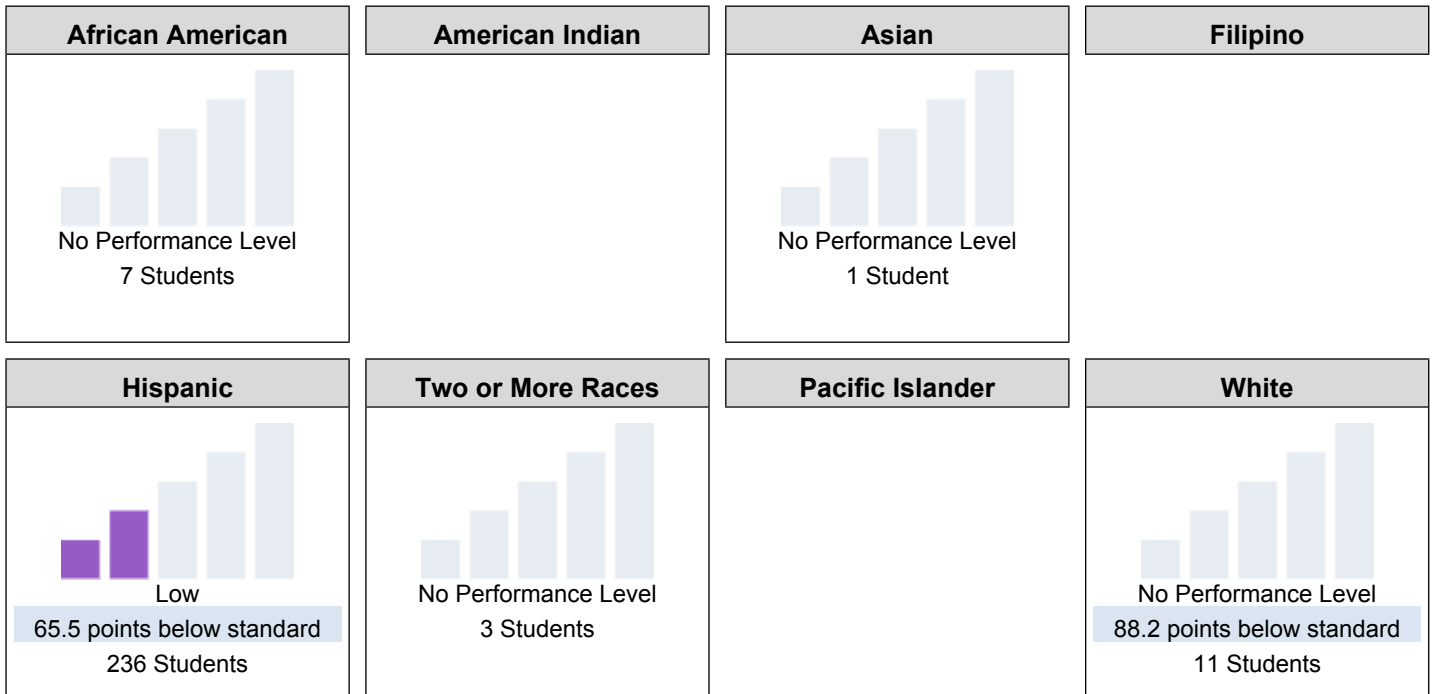 African American
No Performance Level
7 Students
American Indian
Asian
No Performance Level
1 Student
Filipino
Hispanic
Low
65.5 points below standard
236 Students
Two or More Races
No Performance Level
3 Students
Pacific Islander
White
No Performance Level
88.2 points below standard
11 Students